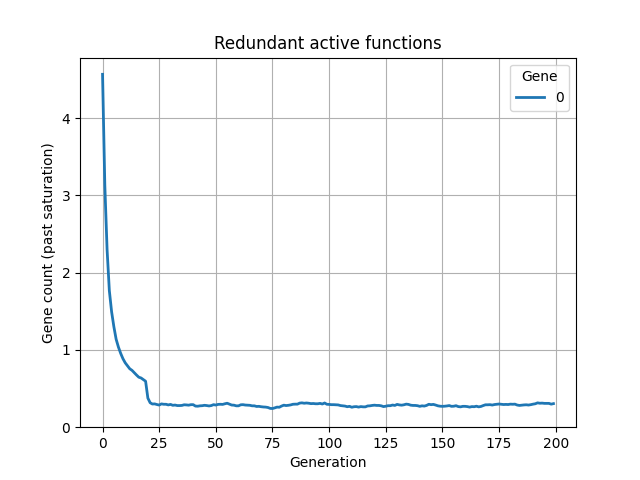 Redundant active functions
Gene
0
Gene count (past saturation)
4
3
2
1
0
0 25 50 75 100 125 150 175 200
Generation